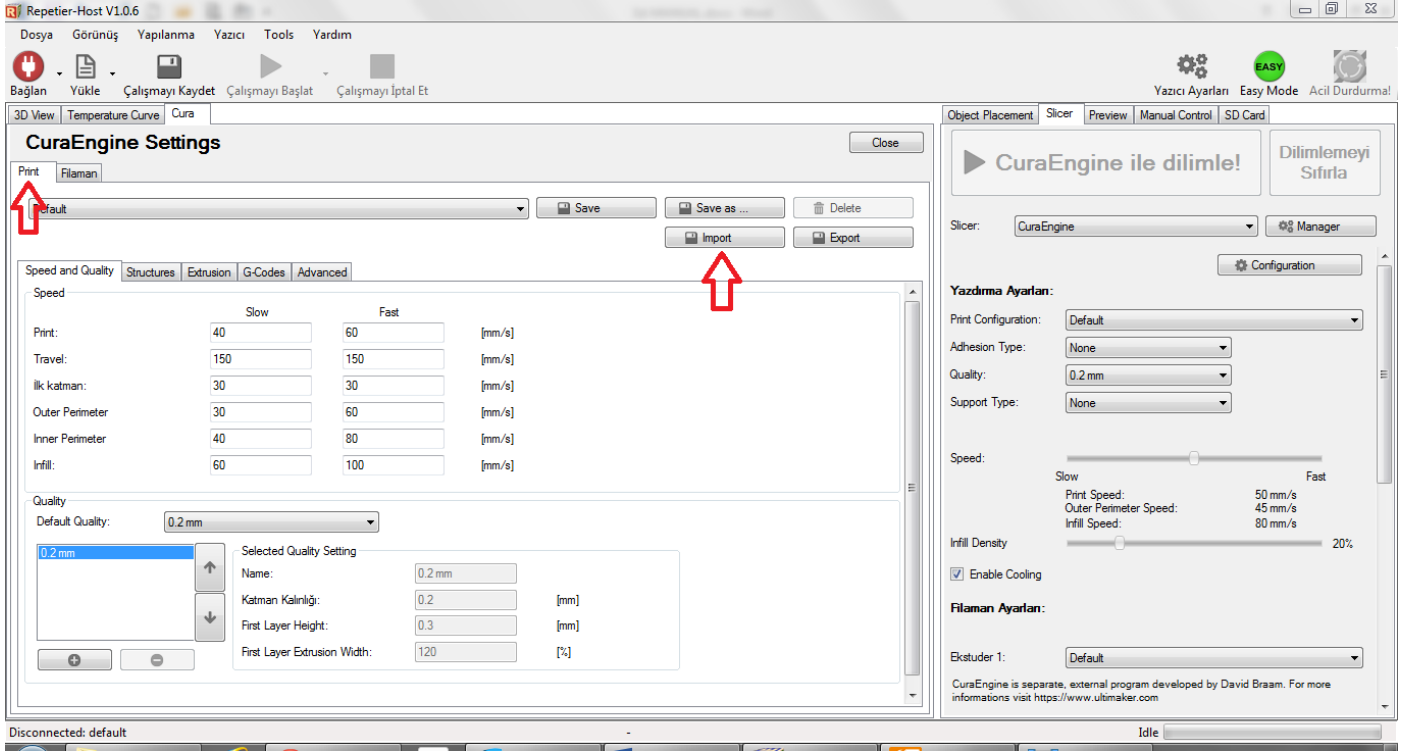 Repetier-Host V1.0.6
Dosya Görünüş Yapılanma Yazıcı Tools Yardım
Bağlan Yükle Çalışmayı Kaydet Çalışmayı Başlat Çalışmayı İptal Et Yazıcı Ayarları Easy Mode Acil Durdurma!
EASY
3D View Temperature Curve Cura
CuraEngine Settings
Close
Print Filaman
Default Save Save as ... Delete
Import Export
Speed and Quality Structures Extrusion G-Codes Advanced
Speed
Slow Fast
Print: 40 60 [mm/s]
Travel: 150 150 [mm/s]
İlk katman: 30 30 [mm/s]
Outer Perimeter 30 60 [mm/s]
Inner Perimeter 40 80 [mm/s]
Infill: 60 100 [mm/s]
Quality
Default Quality: 0.2 mm
0.2 mm
Selected Quality Setting
Name: 0.2 mm
Katman Kalınlığı: 0.2 [mm]
First Layer Height: 0.3 [mm]
First Layer Extrusion Width: 120 [%]
Object Placement Slicer Preview Manual Control SD Card
CuraEngine ile dilimle!
Dilimlemeyi
Sıfırla
Slicer: CuraEngine Manager
Configuration
Yazdırma Ayarları:
Print Configuration: Default
Adhesion Type: None
Quality: 0.2 mm
Support Type: None
Speed:
Slow Fast
Print Speed: 50 mm/s
Outer Perimeter Speed: 45 mm/s
Infill Speed: 80 mm/s
Infill Density 20%
Enable Cooling
Filaman Ayarları:
Ekstuder 1: Default
CuraEngine is separate, external program developed by David Braam. For more
informations visit https://www.ultimaker.com
Disconnected: default - Idle